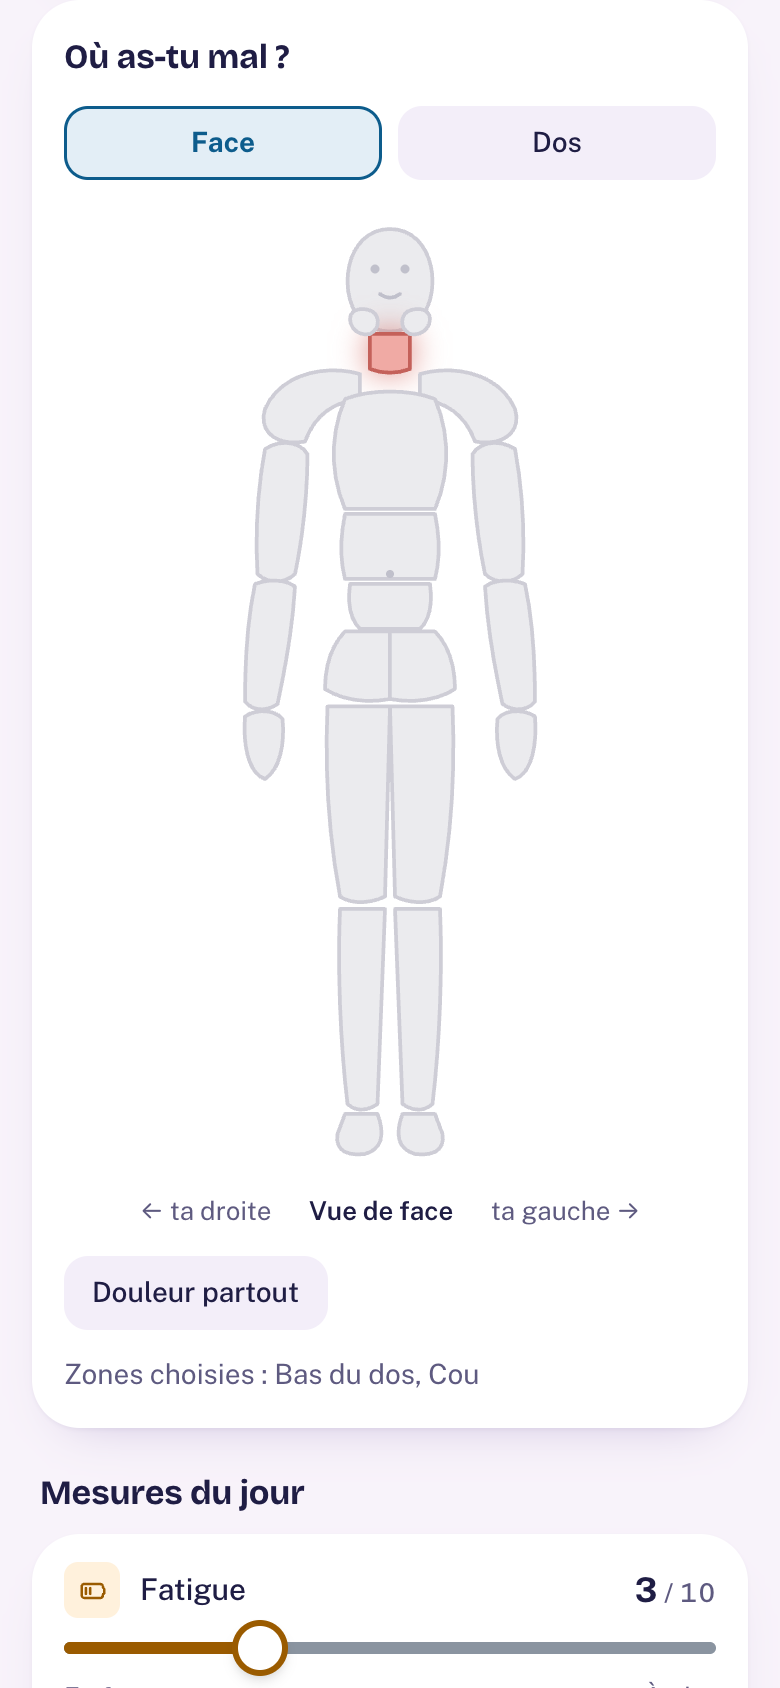 Où as-tu mal ?
Face
Dos
← ta droite
Vue de face
ta gauche →
Douleur partout
Zones choisies : Bas du dos, Cou
Mesures du jour
Fatigue
3 / 10